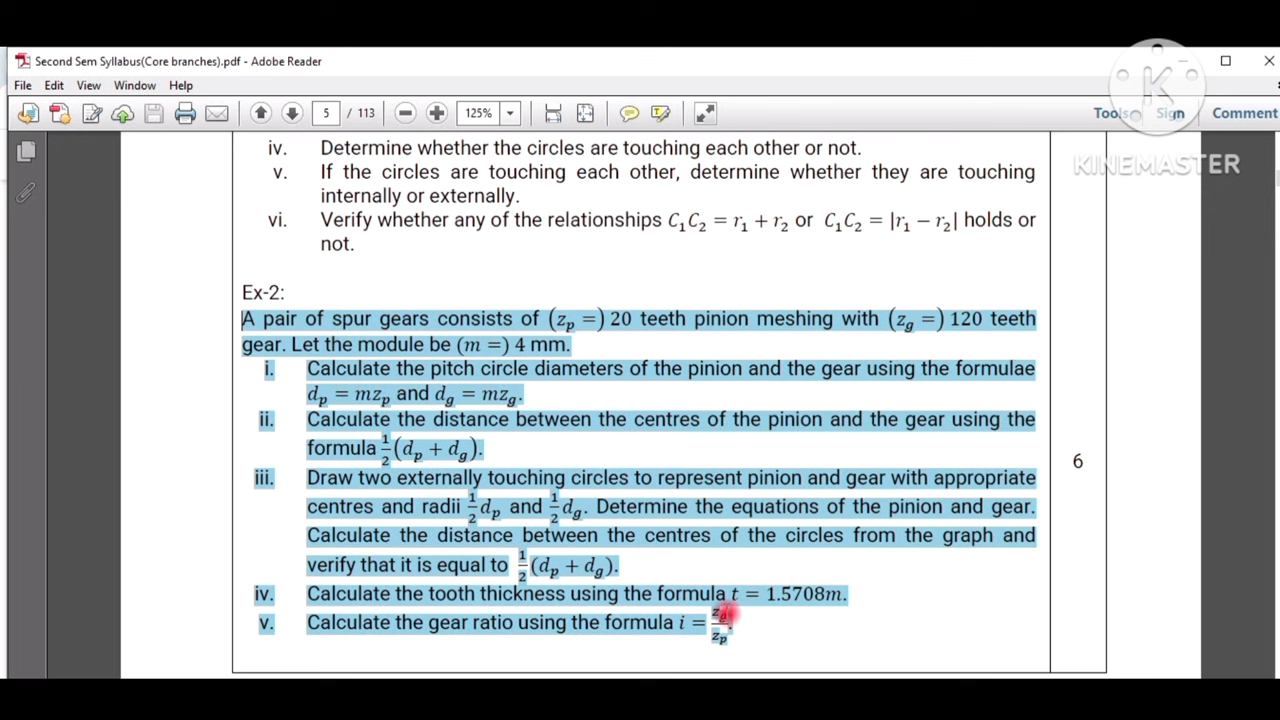 Second Sem Syllabus(Core branches).pdf - Adobe Reader
File Edit View Window Help
5 / 113 125% Tools Sign Comment
K
KINEMASTER
iv. Determine whether the circles are touching each other or not.
v. If the circles are touching each other, determine whether they are touching
internally or externally.
vi. Verify whether any of the relationships C₁C₂ = r₁ + r₂ or C₁C₂ = |r₁ − r₂| holds or
not.
Ex-2:
A pair of spur gears consists of (zₚ =) 20 teeth pinion meshing with (z_g =) 120 teeth
gear. Let the module be (m =) 4 mm.
i. Calculate the pitch circle diameters of the pinion and the gear using the formulae
dₚ = mzₚ and d_g = mz_g.
ii. Calculate the distance between the centres of the pinion and the gear using the
formula 1/2 (dₚ + d_g).
iii. Draw two externally touching circles to represent pinion and gear with appropriate
centres and radii 1/2 dₚ and 1/2 d_g. Determine the equations of the pinion and gear.
Calculate the distance between the centres of the circles from the graph and
verify that it is equal to 1/2 (dₚ + d_g).
6
iv. Calculate the tooth thickness using the formula t = 1.5708m.
v. Calculate the gear ratio using the formula i = z_g/zₚ.